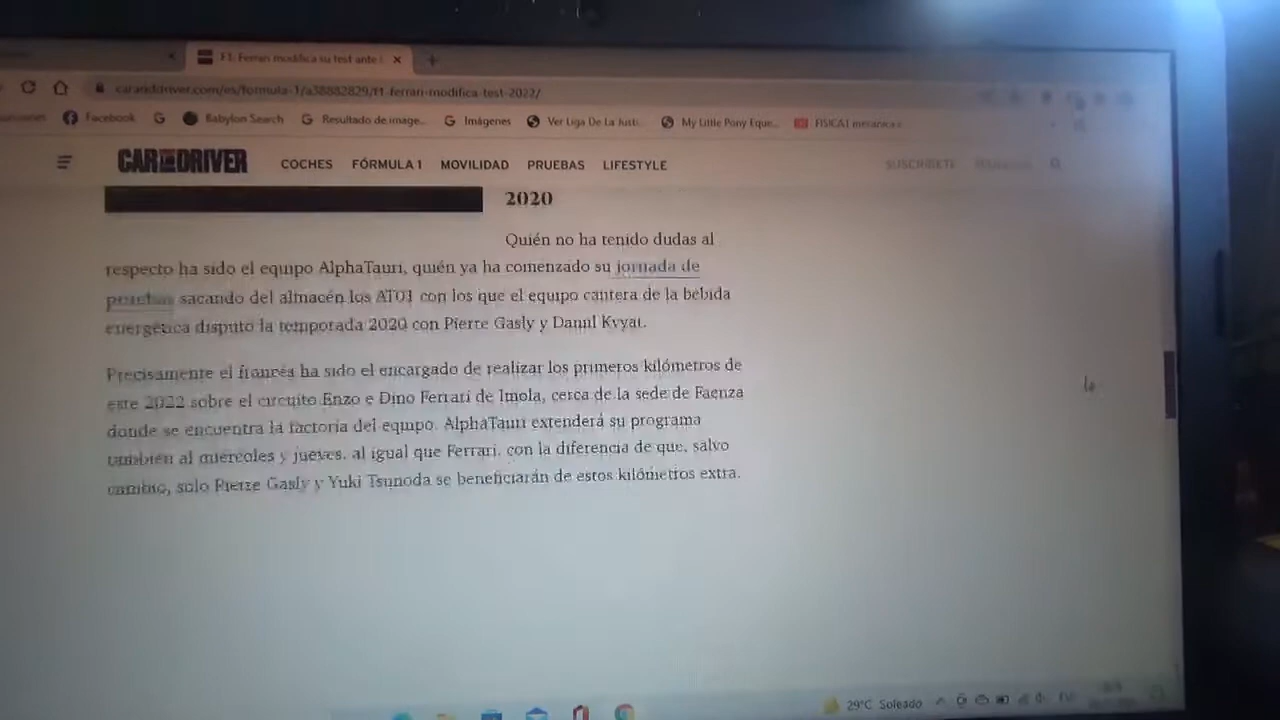 F1: Ferrari modifica su test ante
caranddriver.com/es/formula-1/a38882829/f1-ferrari-modifica-test-2022/
Facebook G Babylon Search G Resultado de image... G Imágenes Ver Liga De La Justi... My Little Pony Eque... FISICA1 mecanica c
CAR AND DRIVER COCHES FÓRMULA 1 MOVILIDAD PRUEBAS LIFESTYLE SUSCRÍBETE
2020
Quién no ha tenido dudas al
respecto ha sido el equipo AlphaTauri, quién ya ha comenzado su jornada de
pruebas sacando del almacén los AT01 con los que el equipo cantera de la bebida
energética disputó la temporada 2020 con Pierre Gasly y Daniil Kvyat.
Precisamente el francés ha sido el encargado de realizar los primeros kilómetros de
este 2022 sobre el circuito Enzo e Dino Ferrari de Imola, cerca de la sede de Faenza
donde se encuentra la factoría del equipo. AlphaTauri extenderá su programa
también al miércoles y jueves, al igual que Ferrari, con la diferencia de que, salvo
cambio, solo Pierre Gasly y Yuki Tsunoda se beneficiarán de estos kilómetros extra.
29°C Soleado